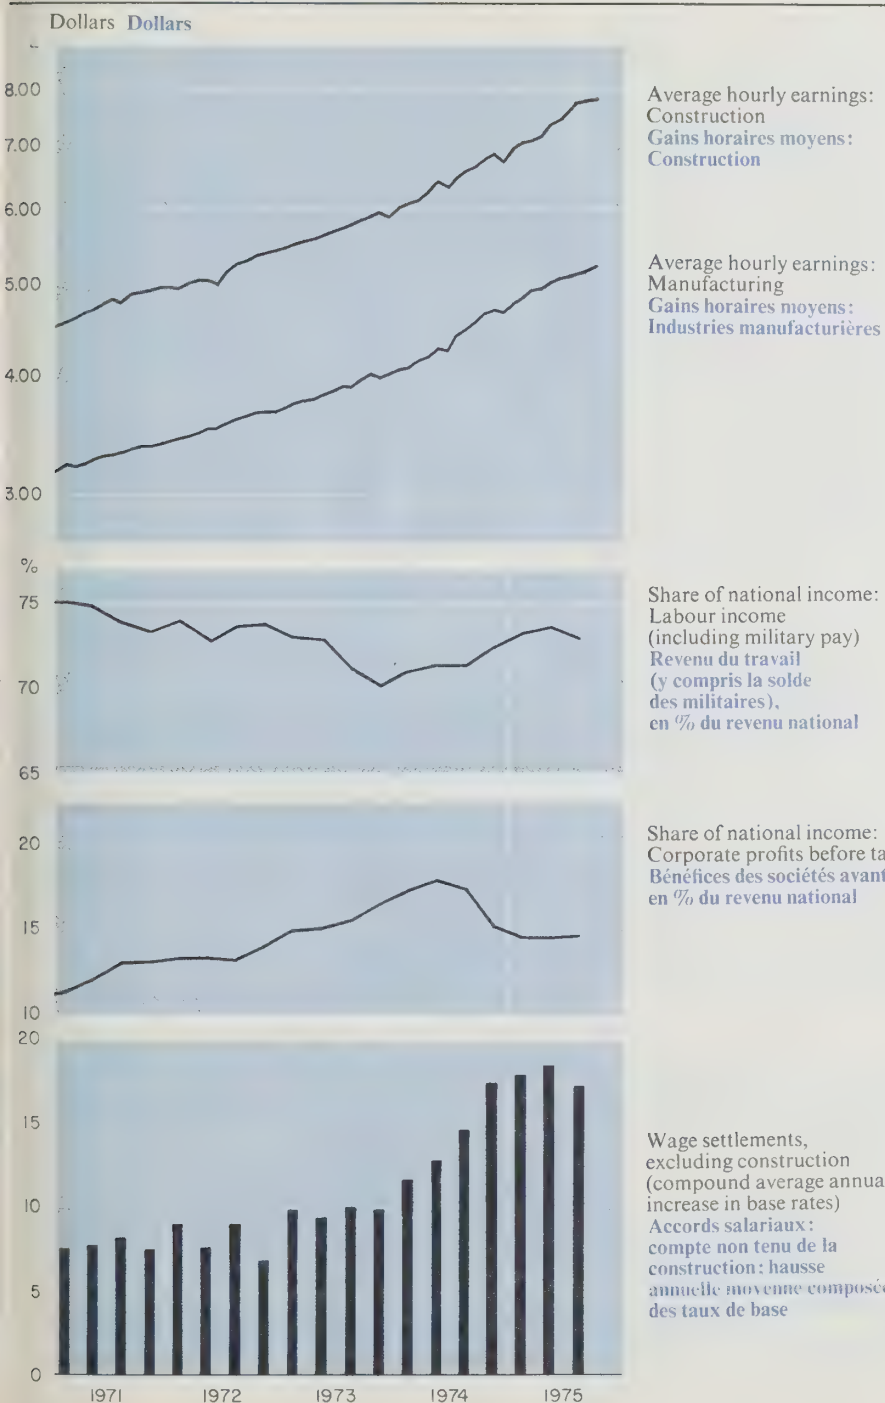 Dollars Dollars
8.00
7.00
6.00
5.00
4.00
3.00
Average hourly earnings:
Construction
Gains horaires moyens:
Construction
Average hourly earnings:
Manufacturing
Gains horaires moyens:
Industries manufacturières
%
75
70
65
Share of national income:
Labour income
(including military pay)
Revenu du travail
(y compris la solde
des militaires),
en % du revenu national
20
15
10
Share of national income:
Corporate profits before
Bénéfices des sociétés avant
en % du revenu national
20
15
10
5
0
Wage settlements,
excluding construction
(compound average
increase in base rates)
Accords salariaux:
compte non tenu de la
construction: hausse
annuelle moyenne
des taux de base
1971 1972 1973 1974 1975